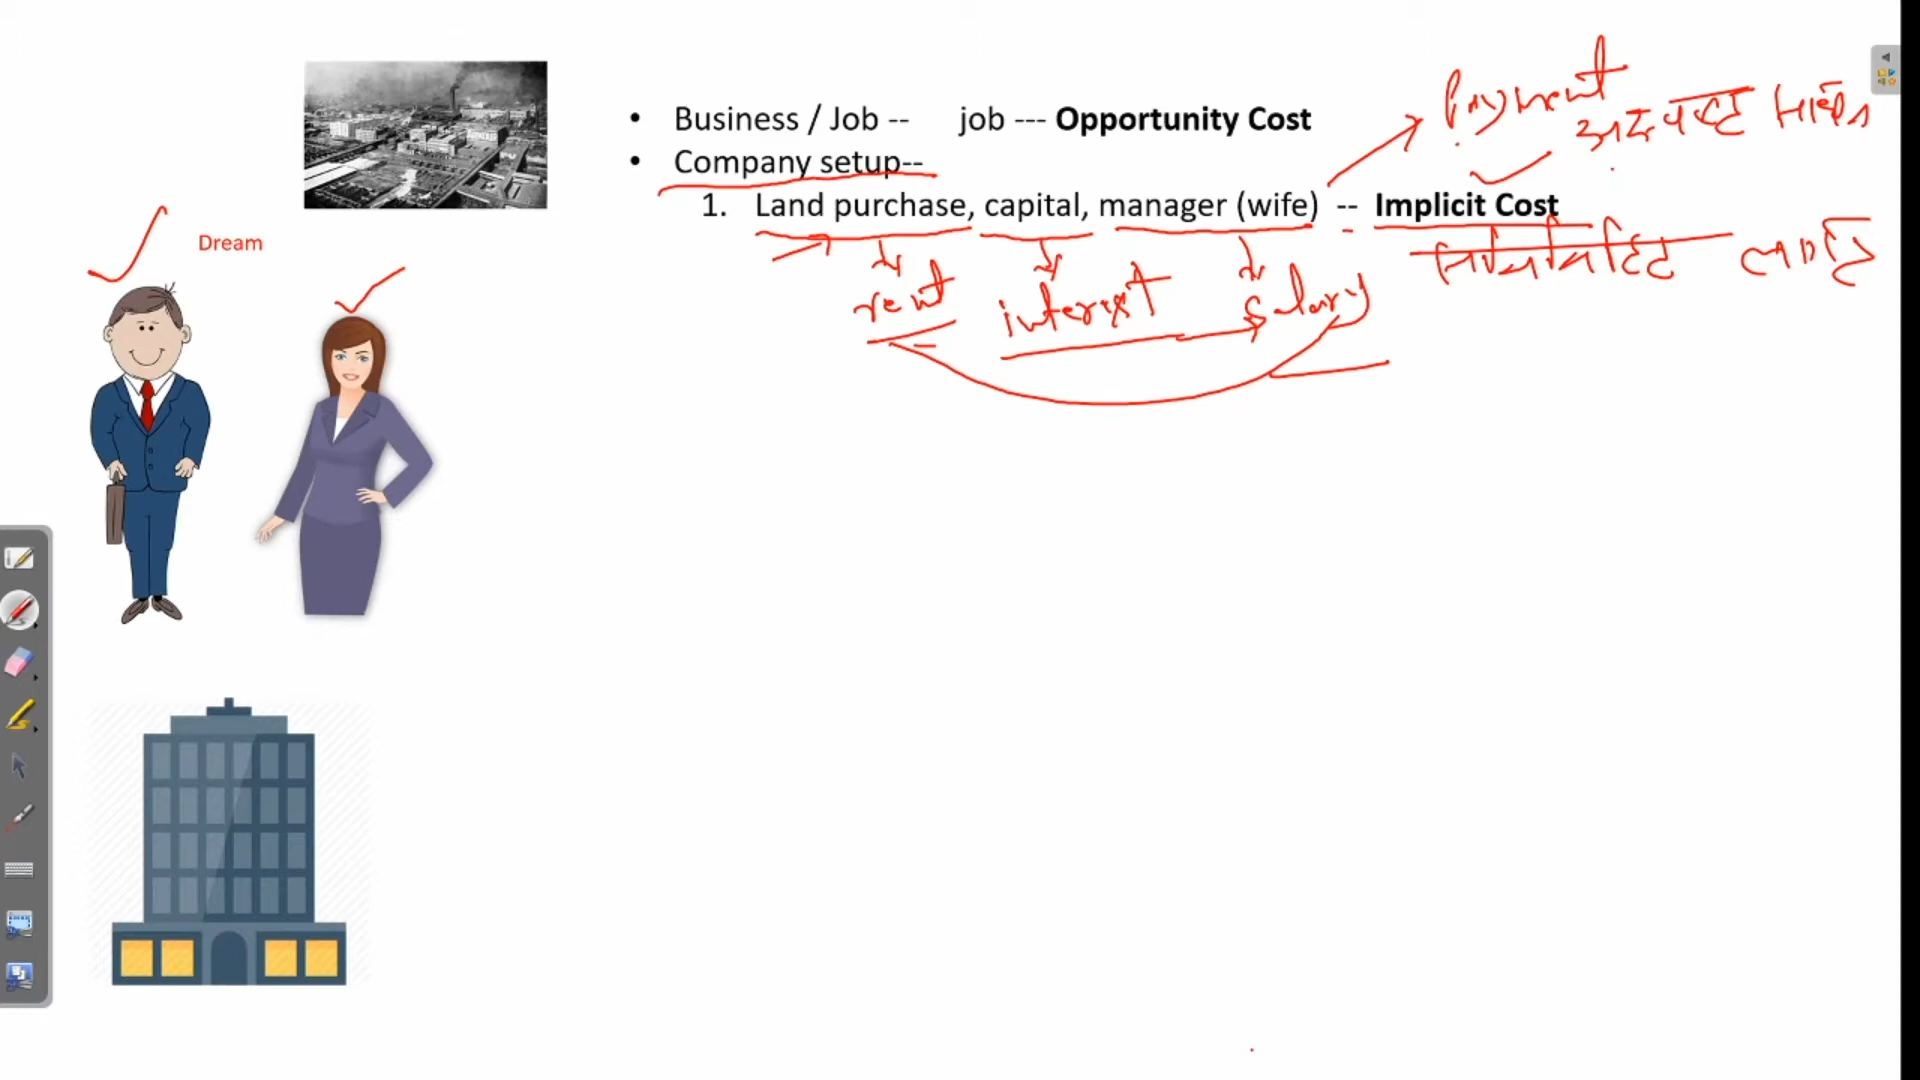 Business / Job -- job --- Opportunity Cost
Company setup--
1. Land purchase, capital, manager (wife) -- Implicit Cost
Payment
Dream
rent interest Salary